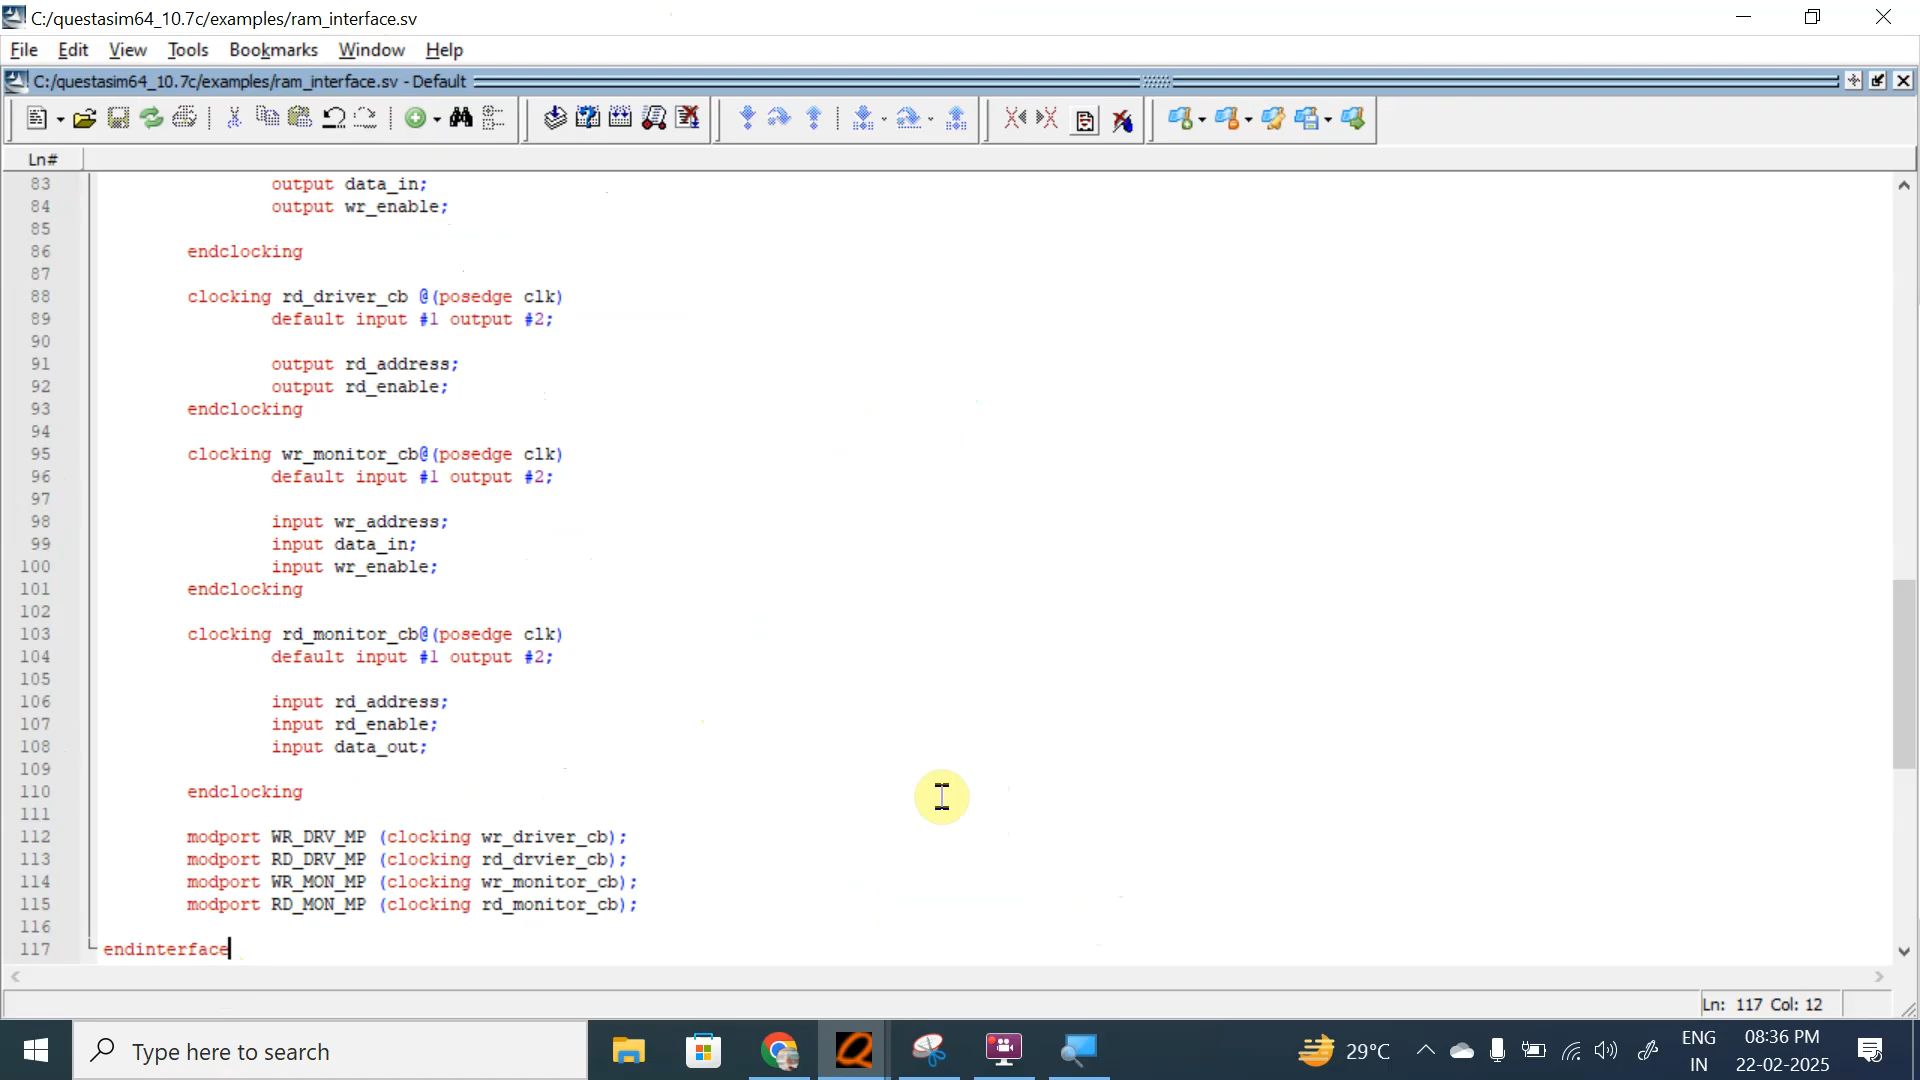 C:/questasim64_10.7c/examples/ram_interface.sv
File Edit View Tools Bookmarks Window Help
C:/questasim64_10.7c/examples/ram_interface.sv - Default
Ln#
83 output data_in;
84 output wr_enable;
85
86 endclocking
87
88 clocking rd_driver_cb @(posedge clk)
89 default input #1 output #2;
90
91 output rd_address;
92 output rd_enable;
93 endclocking
94
95 clocking wr_monitor_cb@(posedge clk)
96 default input #1 output #2;
97
98 input wr_address;
99 input data_in;
100 input wr_enable;
101 endclocking
102
103 clocking rd_monitor_cb@(posedge clk)
104 default input #1 output #2;
105
106 input rd_address;
107 input rd_enable;
108 input data_out;
109
110 endclocking
111
112 modport WR_DRV_MP (clocking wr_driver_cb);
113 modport RD_DRV_MP (clocking rd_drvier_cb);
114 modport WR_MON_MP (clocking wr_monitor_cb);
115 modport RD_MON_MP (clocking rd_monitor_cb);
116
117 endinterface
Ln: 117 Col: 12
Type here to search
29°C
ENG
IN
08:36 PM
22-02-2025